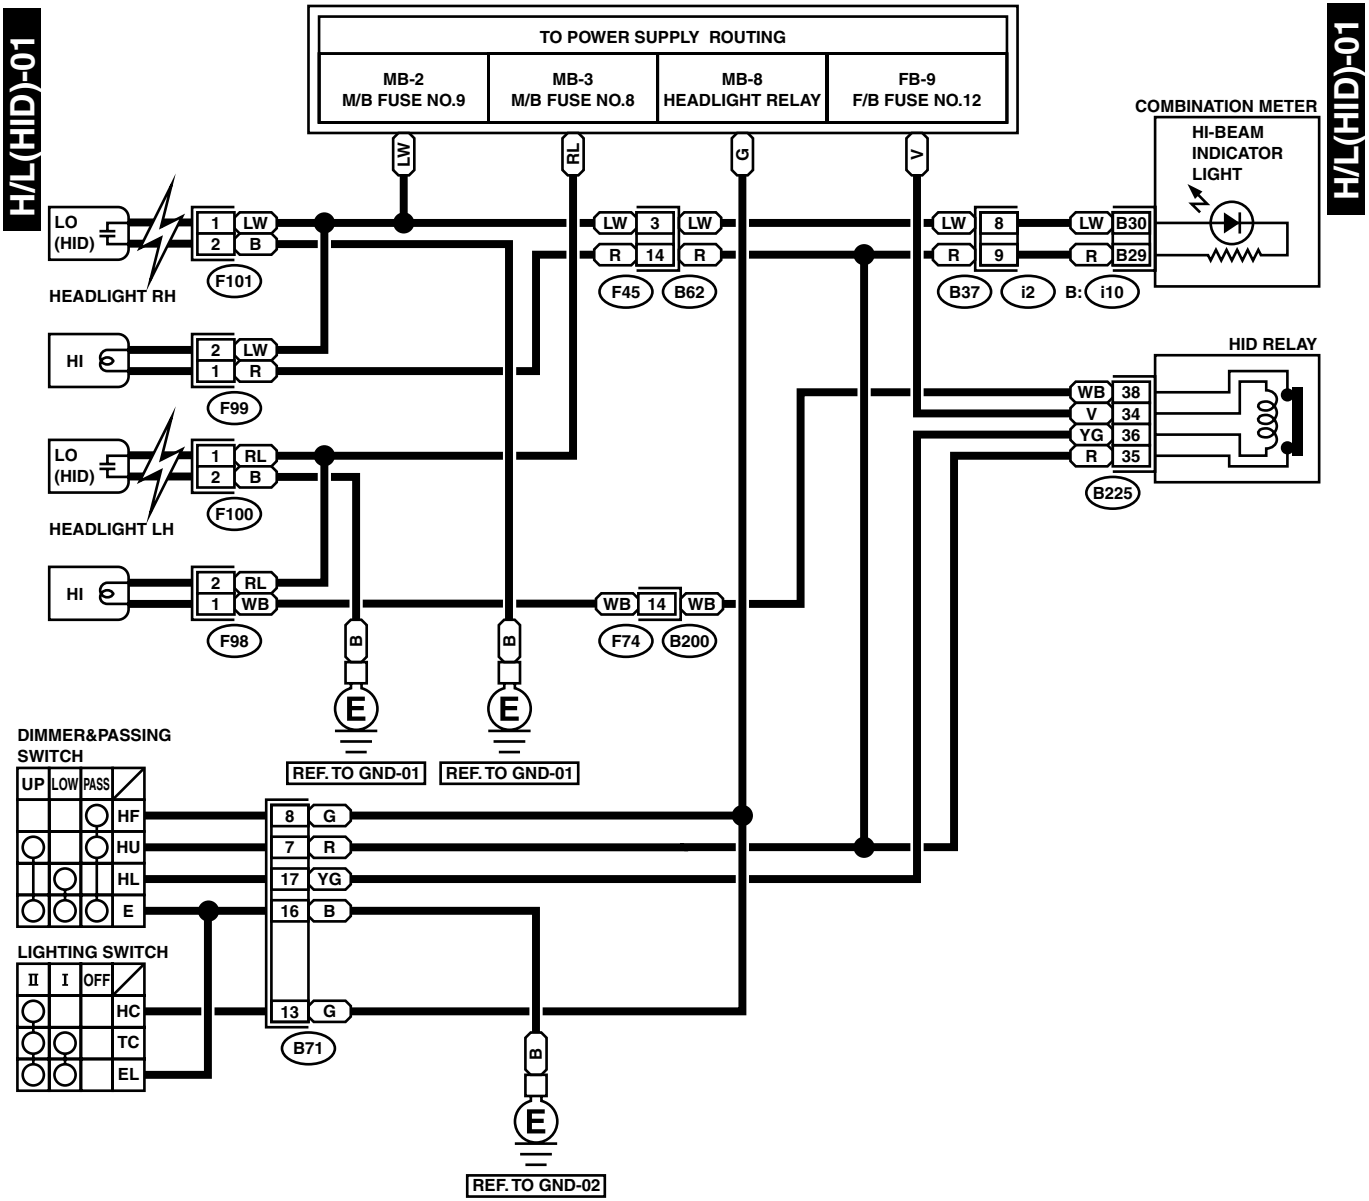 H/L(HID)-01
H/L(HID)-01
TO POWER SUPPLY ROUTING
MB-2
M/B FUSE NO.9
MB-3
M/B FUSE NO.8
MB-8
HEADLIGHT RELAY
FB-9
F/B FUSE NO.12
LW
RL
G
V
COMBINATION METER
HI-BEAM
INDICATOR
LIGHT
LO
(HID)
1 LW
2 B
F101
HEADLIGHT RH
LW 3 LW
R 14 R
F45 B62
LW 8 LW B30
R 9 R B29
B37 i2 B: i10
HI
2 LW
1 R
F99
HID RELAY
WB 38
V 34
YG 36
R 35
B225
LO
(HID)
1 RL
2 B
F100
HEADLIGHT LH
HI
2 RL
1 WB
F98
WB 14 WB
F74 B200
B
B
E
E
REF. TO GND-01
REF. TO GND-01
DIMMER&PASSING
SWITCH
UP LOW PASS
HF 8 G
HU 7 R
HL 17 YG
E 16 B
LIGHTING SWITCH
II I OFF
HC 13 G
TC
EL
B71
B
E
REF. TO GND-02